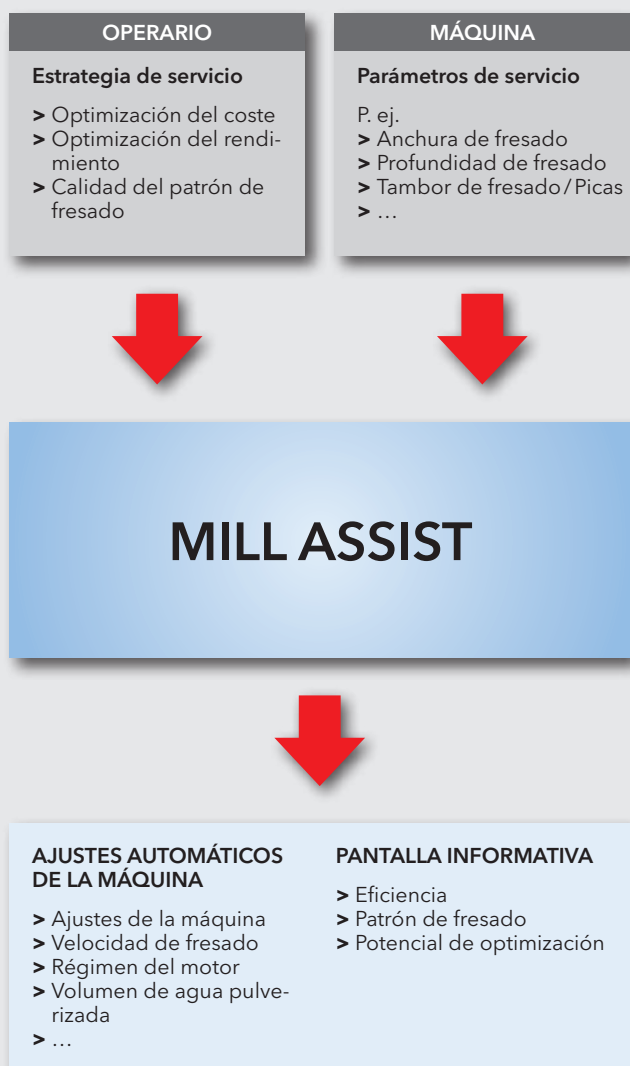 OPERARIO
Estrategia de servicio
> Optimización del coste
> Optimización del rendi-
miento
> Calidad del patrón de
fresado
MÁQUINA
Parámetros de servicio
P. ej.
> Anchura de fresado
> Profundidad de fresado
> Tambor de fresado / Picas
> …
MILL ASSIST
AJUSTES AUTOMÁTICOS
DE LA MÁQUINA
> Ajustes de la máquina
> Velocidad de fresado
> Régimen del motor
> Volumen de agua pulve-
rizada
> …
PANTALLA INFORMATIVA
> Eficiencia
> Patrón de fresado
> Potencial de optimización